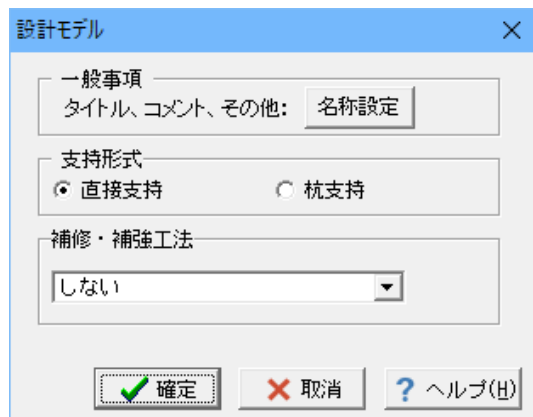 設計モデル
一般事項
タイトル、コメント、その他: 名称設定
支持形式
直接支持 杭支持
補修・補強工法
しない
確定 取消 ? ヘルプ(H)